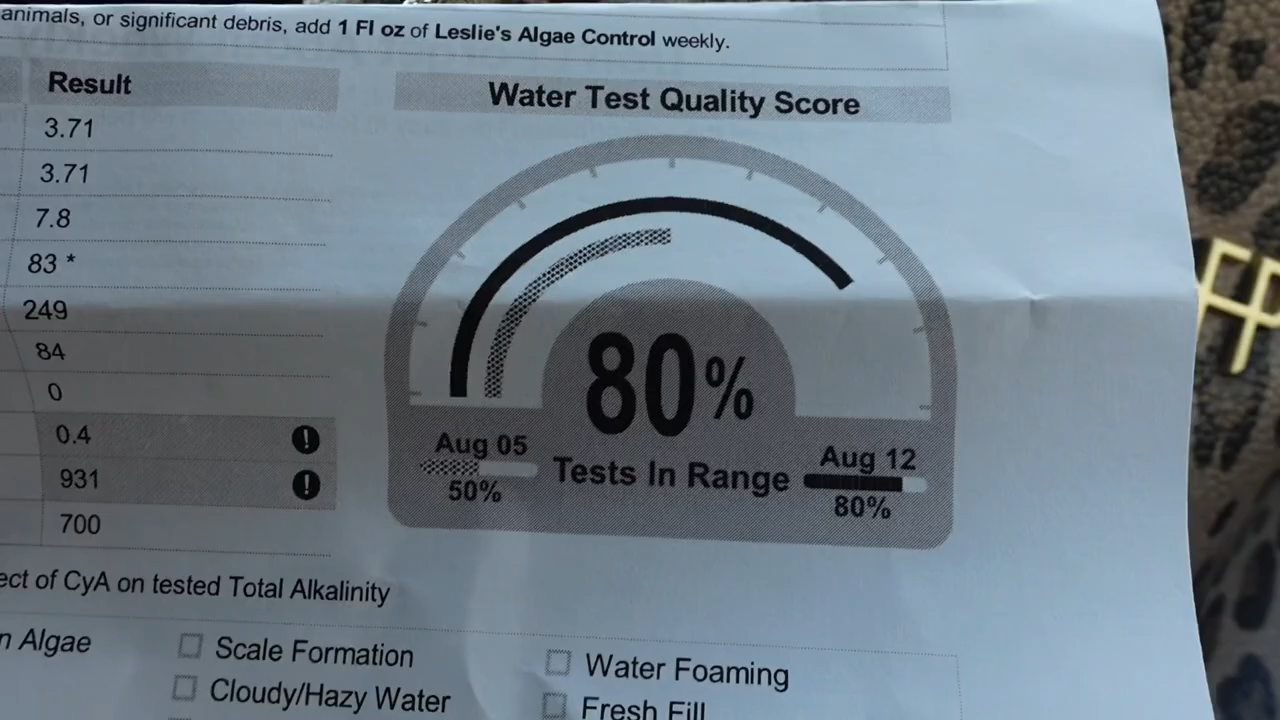 animals, or significant debris, add 1 Fl oz of Leslie's Algae Control weekly.
Result
3.71
3.71
7.8
83 *
249
84
0
0.4 !
931 !
700
Water Test Quality Score
80%
Tests In Range
Aug 05
50%
Aug 12
80%
ect of CyA on tested Total Alkalinity
n Algae
Scale Formation
Water Foaming
Cloudy/Hazy Water
Fresh Fill